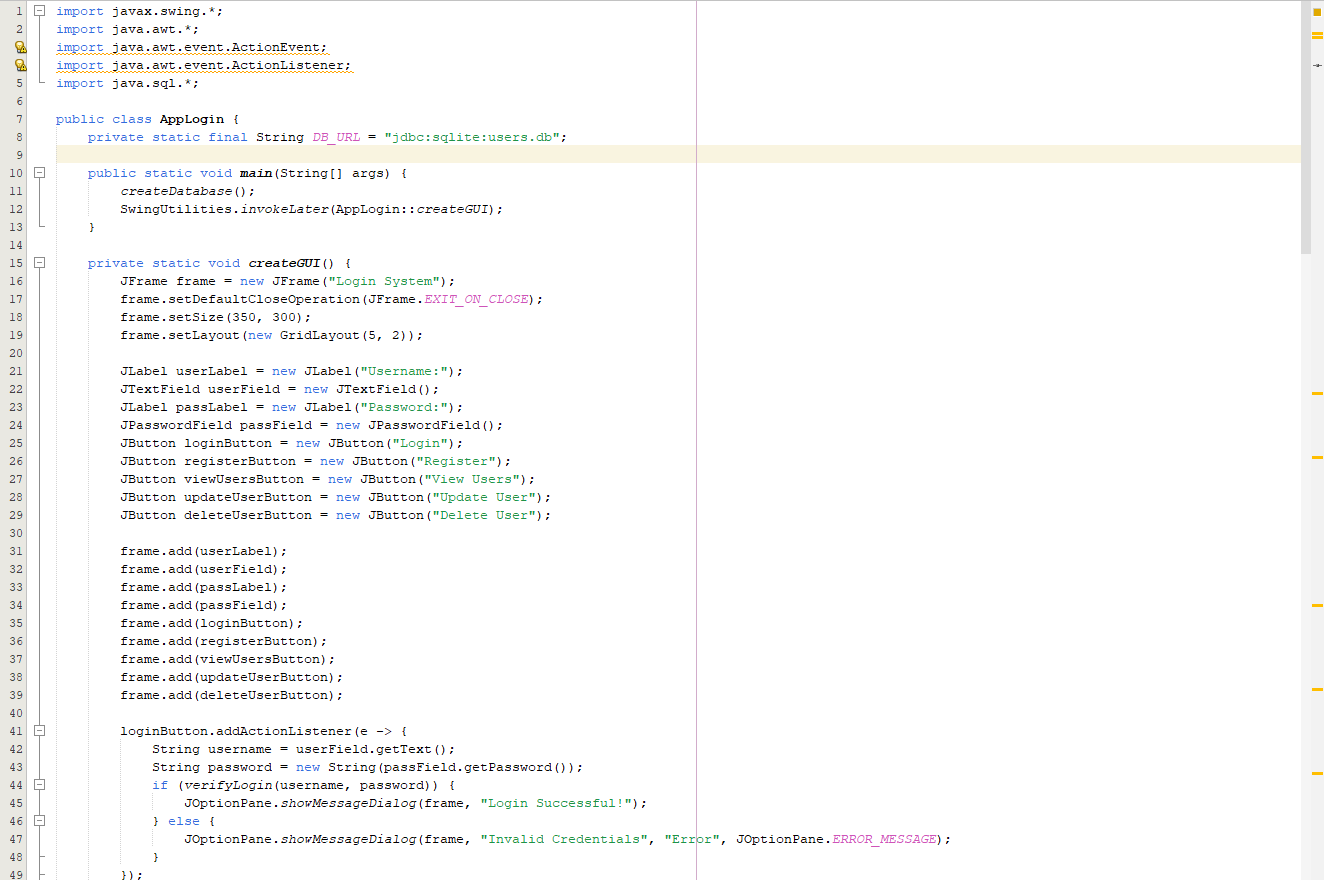 1 import javax.swing.*;
2 import java.awt.*;
import java.awt.event.ActionEvent;
import java.awt.event.ActionListener;
5 import java.sql.*;
6
7 public class AppLogin {
8     private static final String DB_URL = "jdbc:sqlite:users.db";
9
10     public static void main(String[] args) {
11         createDatabase();
12         SwingUtilities.invokeLater(AppLogin::createGUI);
13     }
14
15     private static void createGUI() {
16         JFrame frame = new JFrame("Login System");
17         frame.setDefaultCloseOperation(JFrame.EXIT_ON_CLOSE);
18         frame.setSize(350, 300);
19         frame.setLayout(new GridLayout(5, 2));
20
21         JLabel userLabel = new JLabel("Username:");
22         JTextField userField = new JTextField();
23         JLabel passLabel = new JLabel("Password:");
24         JPasswordField passField = new JPasswordField();
25         JButton loginButton = new JButton("Login");
26         JButton registerButton = new JButton("Register");
27         JButton viewUsersButton = new JButton("View Users");
28         JButton updateUserButton = new JButton("Update User");
29         JButton deleteUserButton = new JButton("Delete User");
30
31         frame.add(userLabel);
32         frame.add(userField);
33         frame.add(passLabel);
34         frame.add(passField);
35         frame.add(loginButton);
36         frame.add(registerButton);
37         frame.add(viewUsersButton);
38         frame.add(updateUserButton);
39         frame.add(deleteUserButton);
40
41         loginButton.addActionListener(e -> {
42             String username = userField.getText();
43             String password = new String(passField.getPassword());
44             if (verifyLogin(username, password)) {
45                 JOptionPane.showMessageDialog(frame, "Login Successful!");
46             } else {
47                 JOptionPane.showMessageDialog(frame, "Invalid Credentials", "Error", JOptionPane.ERROR_MESSAGE);
48             }
49         });